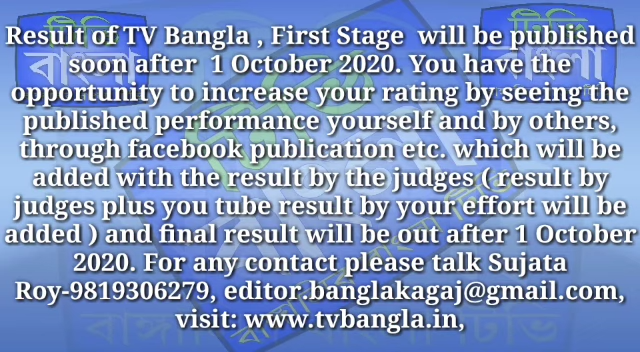 টিভি
বাংলা
টিভি
বাংলা
Result of TV Bangla , First Stage will be published
soon after 1 October 2020. You have the
opportunity to increase your rating by seeing the
published performance yourself and by others,
through facebook publication etc. which will be
added with the result by the judges ( result by
judges plus you tube result by your effort will be
added ) and final result will be out after 1 October
2020. For any contact please talk Sujata
Roy-9819306279, editor.banglakagaj@gmail.com,
visit: www.tvbangla.in,